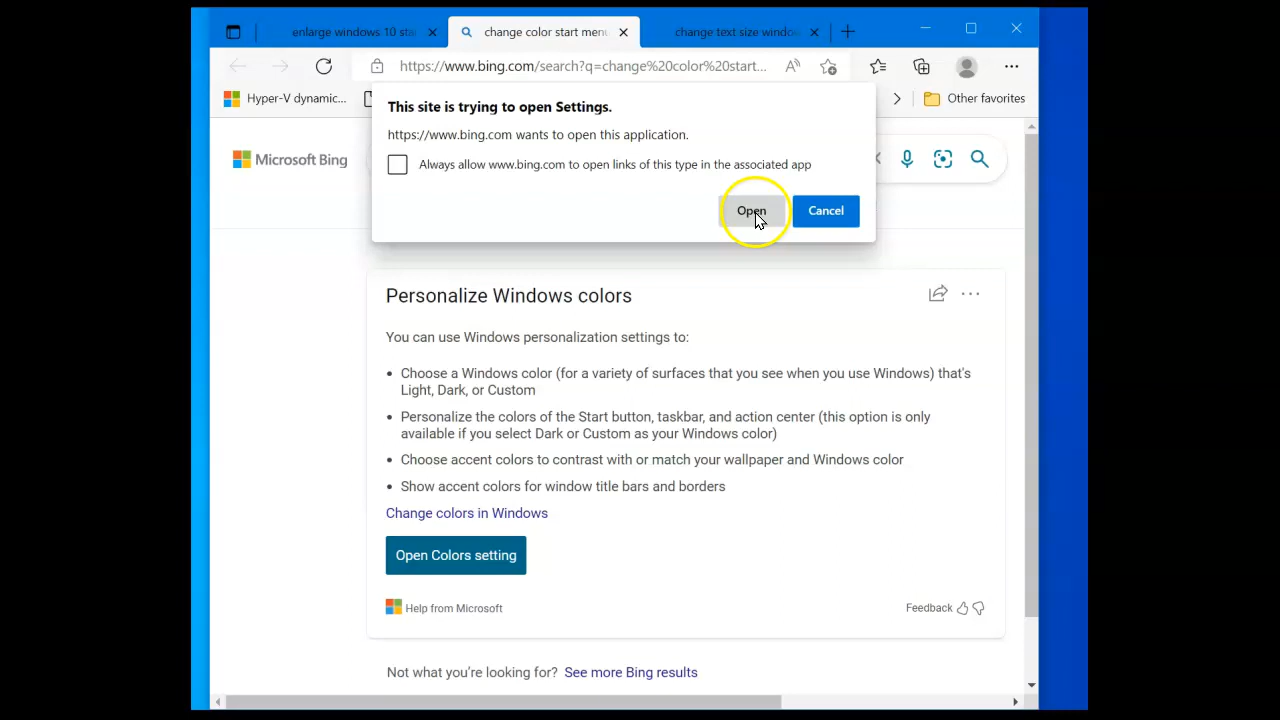 enlarge windows 10 sta
change color start menu
change text size window
https://www.bing.com/search?q=change%20color%20start...
Hyper-V dynamic...
Other favorites
This site is trying to open Settings.
https://www.bing.com wants to open this application.
Always allow www.bing.com to open links of this type in the associated app
Open
Cancel
Microsoft Bing
Personalize Windows colors
You can use Windows personalization settings to:
• Choose a Windows color (for a variety of surfaces that you see when you use Windows) that's
Light, Dark, or Custom
• Personalize the colors of the Start button, taskbar, and action center (this option is only
available if you select Dark or Custom as your Windows color)
• Choose accent colors to contrast with or match your wallpaper and Windows color
• Show accent colors for window title bars and borders
Change colors in Windows
Open Colors setting
Help from Microsoft
Feedback
Not what you're looking for? See more Bing results